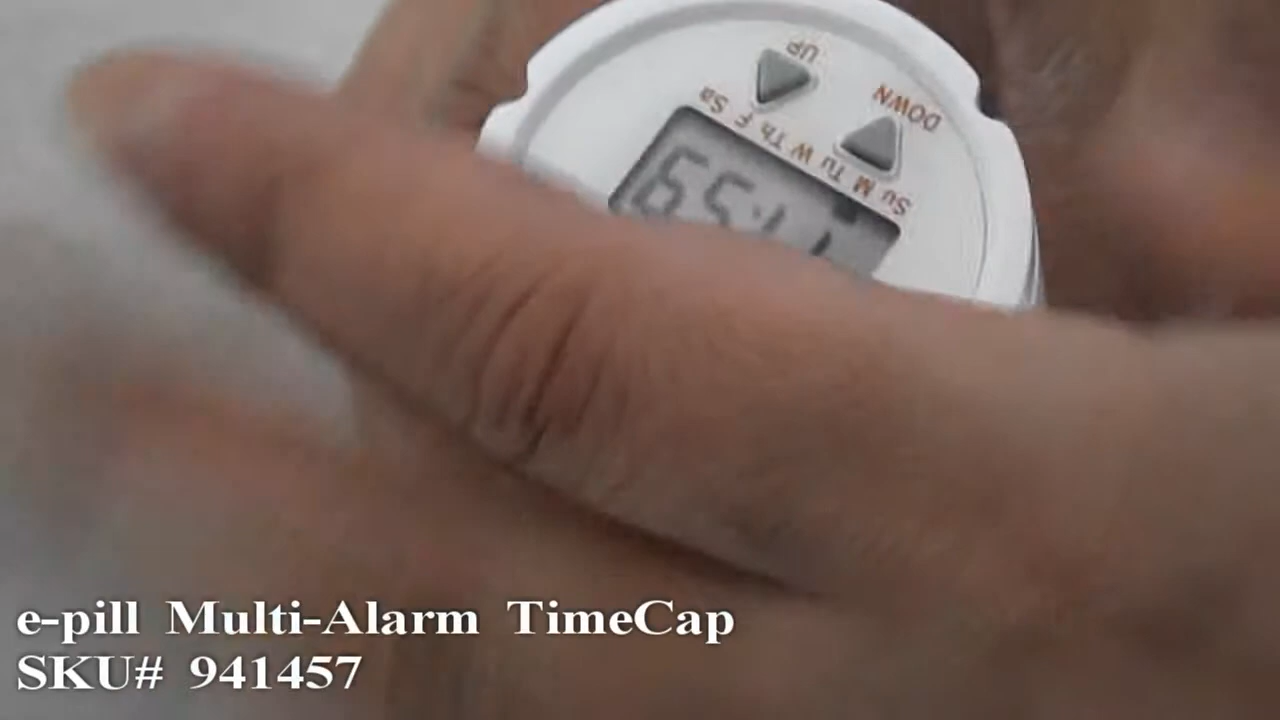 Su M Tu W Th F Sa
DOWN UP
e-pill Multi-Alarm TimeCap
SKU# 941457